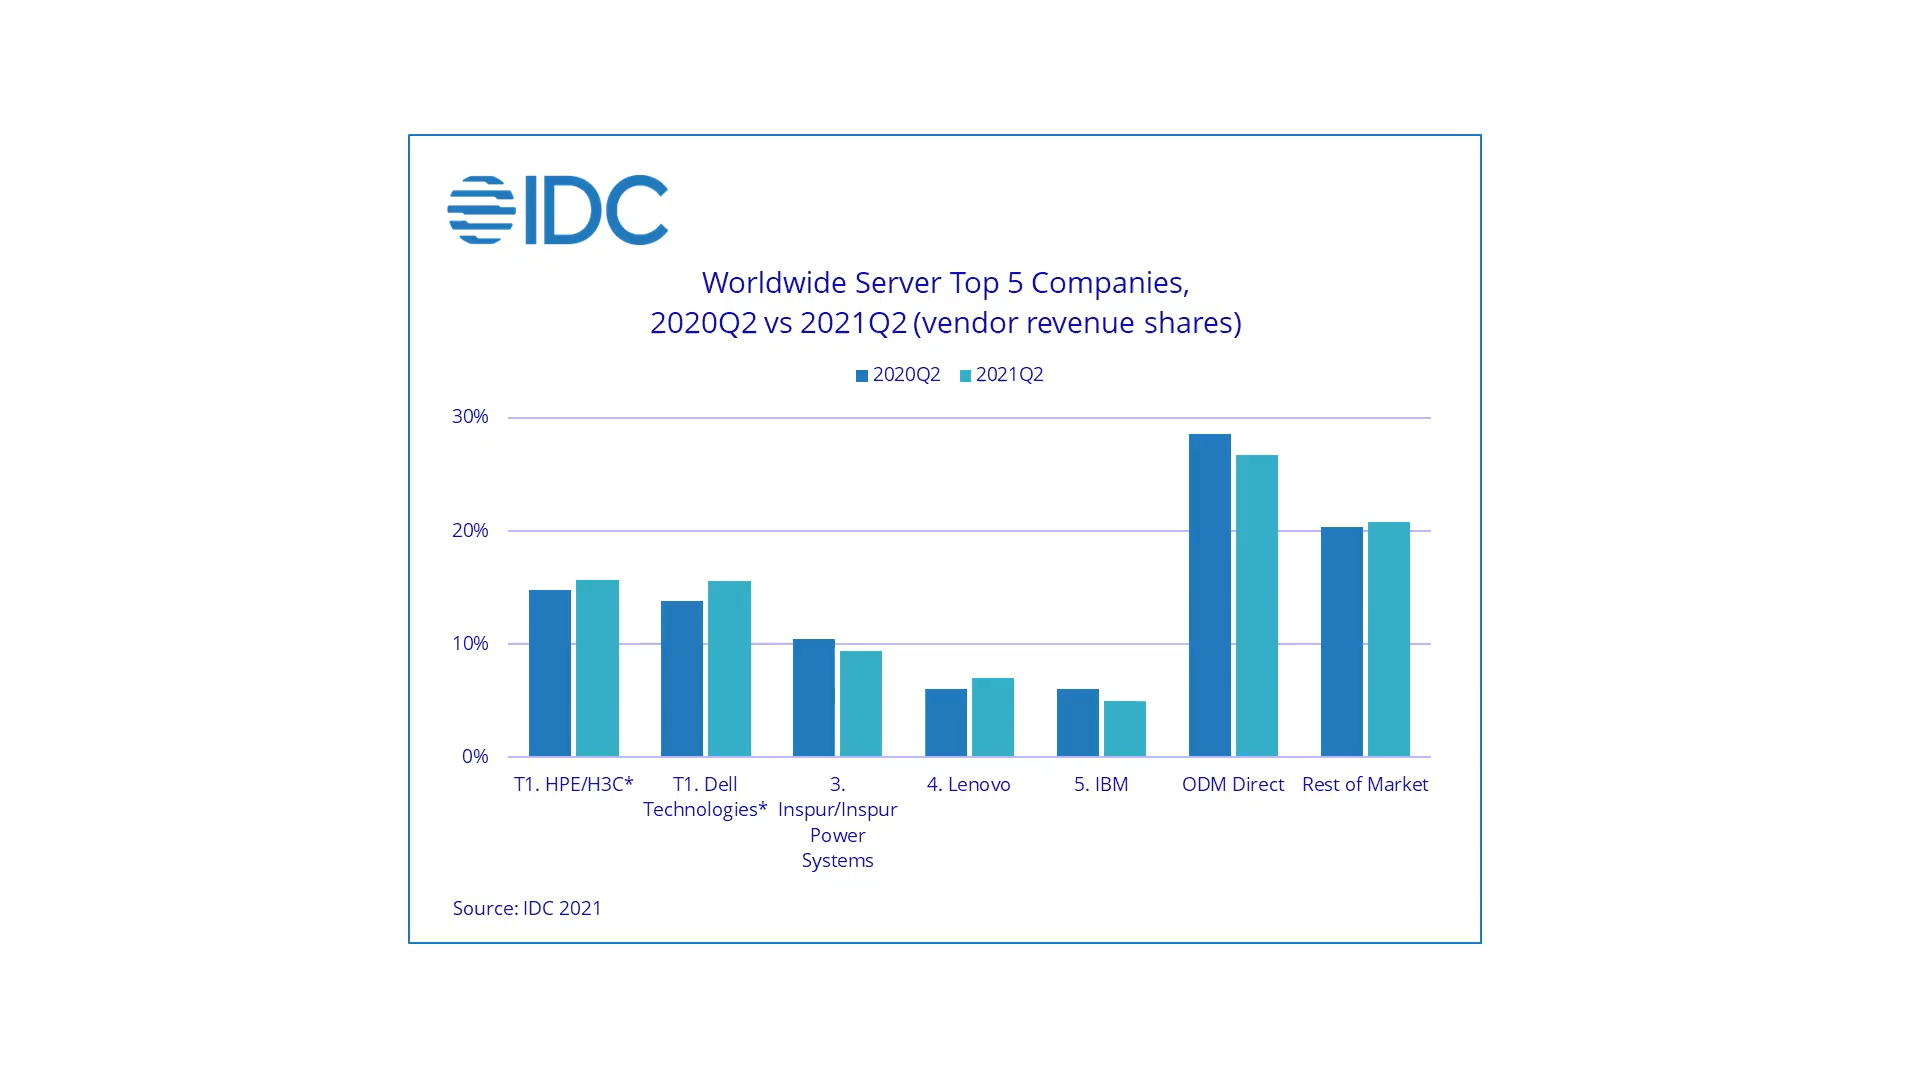 IDC
Worldwide Server Top 5 Companies,
2020Q2 vs 2021Q2 (vendor revenue shares)
2020Q2 2021Q2
30%
20%
10%
0%
T1. HPE/H3C*
T1. Dell
Technologies*
3.
Inspur/Inspur
Power
Systems
4. Lenovo
5. IBM
ODM Direct
Rest of Market
Source: IDC 2021